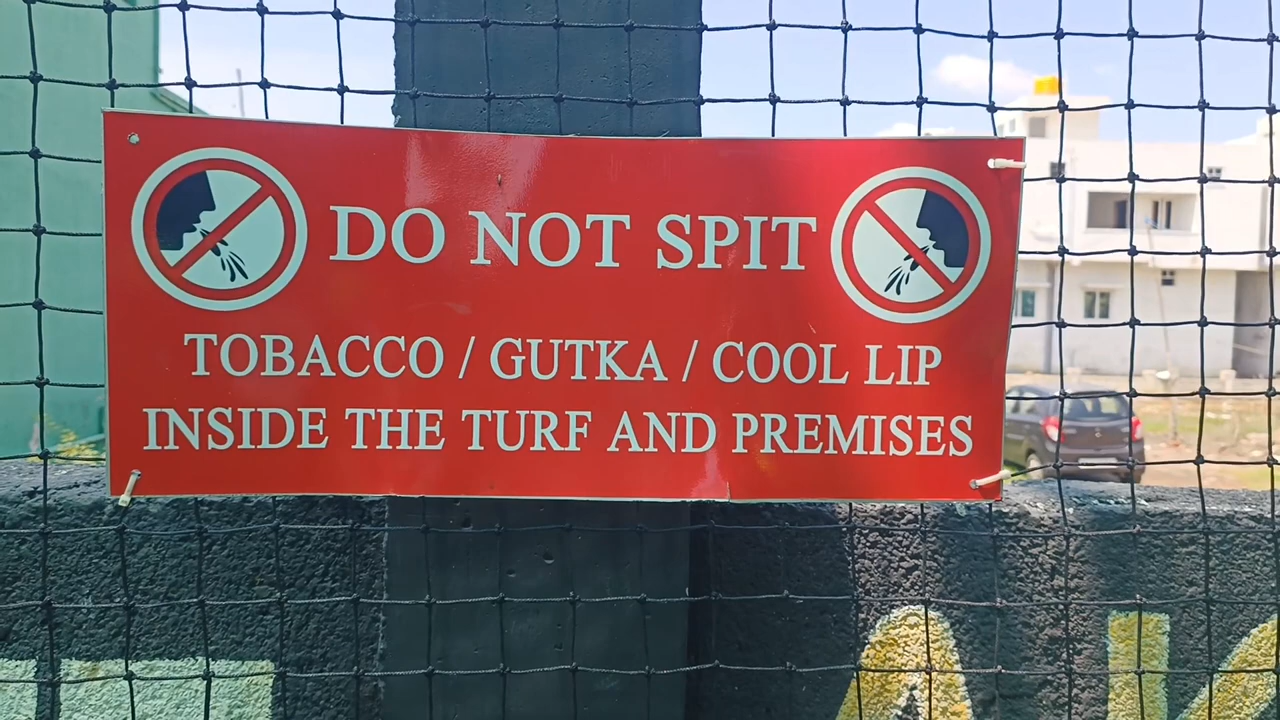 DO NOT SPIT
TOBACCO / GUTKA / COOL LIP
INSIDE THE TURF AND PREMISES